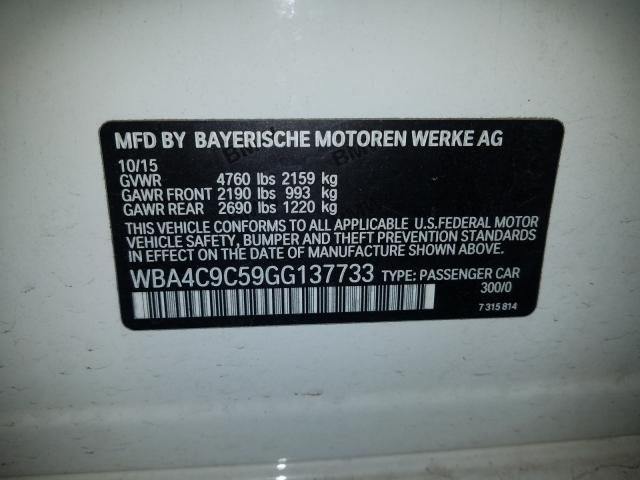 MFD BY BAYERISCHE MOTOREN WERKE AG
10/15
GVWR 4760 lbs 2159 kg
GAWR FRONT 2190 lbs 993 kg
GAWR REAR 2690 lbs 1220 kg
THIS VEHICLE CONFORMS TO ALL APPLICABLE U.S,FEDERAL MOTOR
VEHICLE SAFETY, BUMPER AND THEFT PREVENTION STANDARDS
IN EFFECT ON THE DATE OF MANUFACTURE SHOWN ABOVE.
WBA4C9C59GG137733 TYPE: PASSENGER CAR
300/0
7 315 814